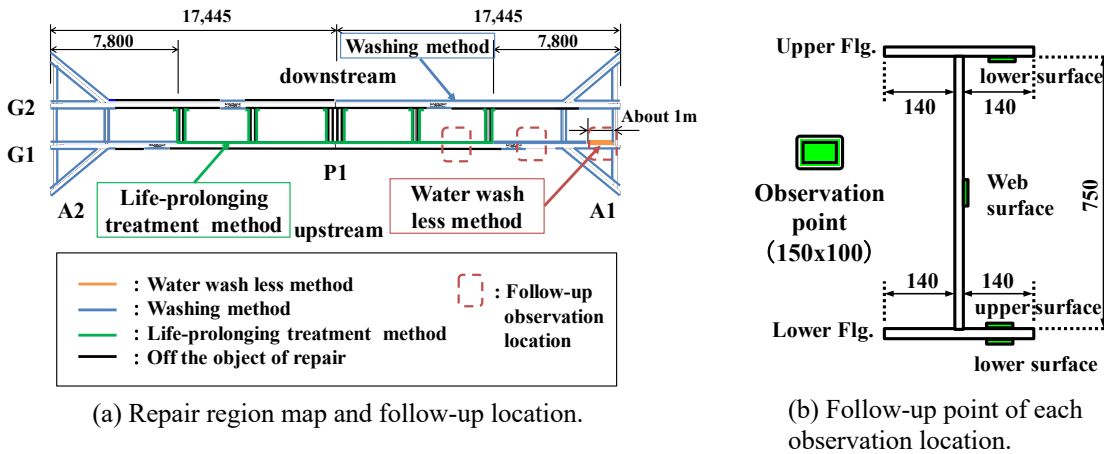 17,445
17,445
7,800
Washing method
7,800
downstream
G2
About 1m
G1
P1
Life-prolonging
treatment method
Water wash
less method
A2
A1
upstream
: Water wash less method
: Washing method
: Life-prolonging treatment method
: Off the object of repair
: Follow-up
observation
location
(a) Repair region map and follow-up location.
Upper Flg.
lower surface
140
140
Observation
point
(150x100)
Web
surface
750
140
140
upper surface
Lower Flg.
lower surface
(b) Follow-up point of each
observation location.